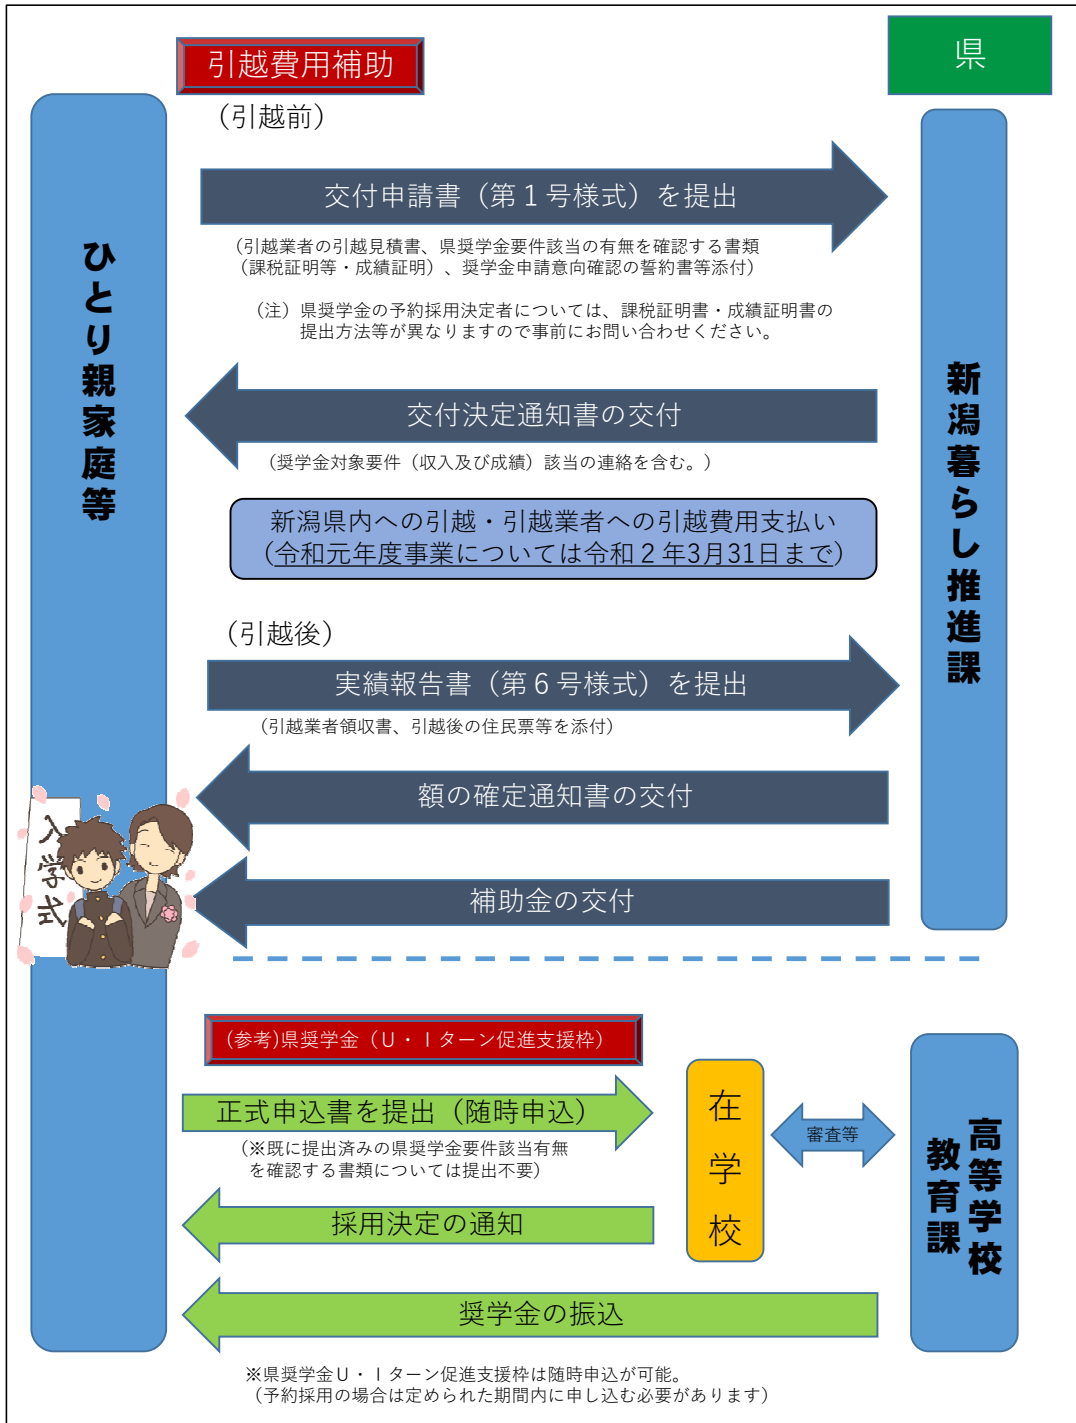 引越費用補助
県
(引越前)
交付申請書（第１号様式）を提出
(引越業者の引越見積書、県奨学金要件該当の有無を確認する書類
(課税証明等・成績証明）、奨学金申請意向確認の誓約書等添付)
（注）県奨学金の予約採用決定者については、課税証明書・成績証明書の
提出方法等が異なりますので事前にお問い合わせください。
ひとり親家庭等
新潟暮らし推進課
交付決定通知書の交付
(奨学金対象要件（収入及び成績）該当の連絡を含む。)
新潟県内への引越・引越業者への引越費用支払い
(令和元年度事業については令和２年3月31日まで)
(引越後)
実績報告書（第６号様式）を提出
(引越業者領収書、引越後の住民票等を添付)
額の確定通知書の交付
入学式
補助金の交付
(参考)県奨学金（Ｕ・Ｉターン促進支援枠）
正式申込書を提出（随時申込）
(※既に提出済みの県奨学金要件該当有無
を確認する書類については提出不要)
在学校
審査等
高等学校
教育課
採用決定の通知
奨学金の振込
※県奨学金Ｕ・Ｉターン促進支援枠は随時申込が可能。
（予約採用の場合は定められた期間内に申し込む必要があります）